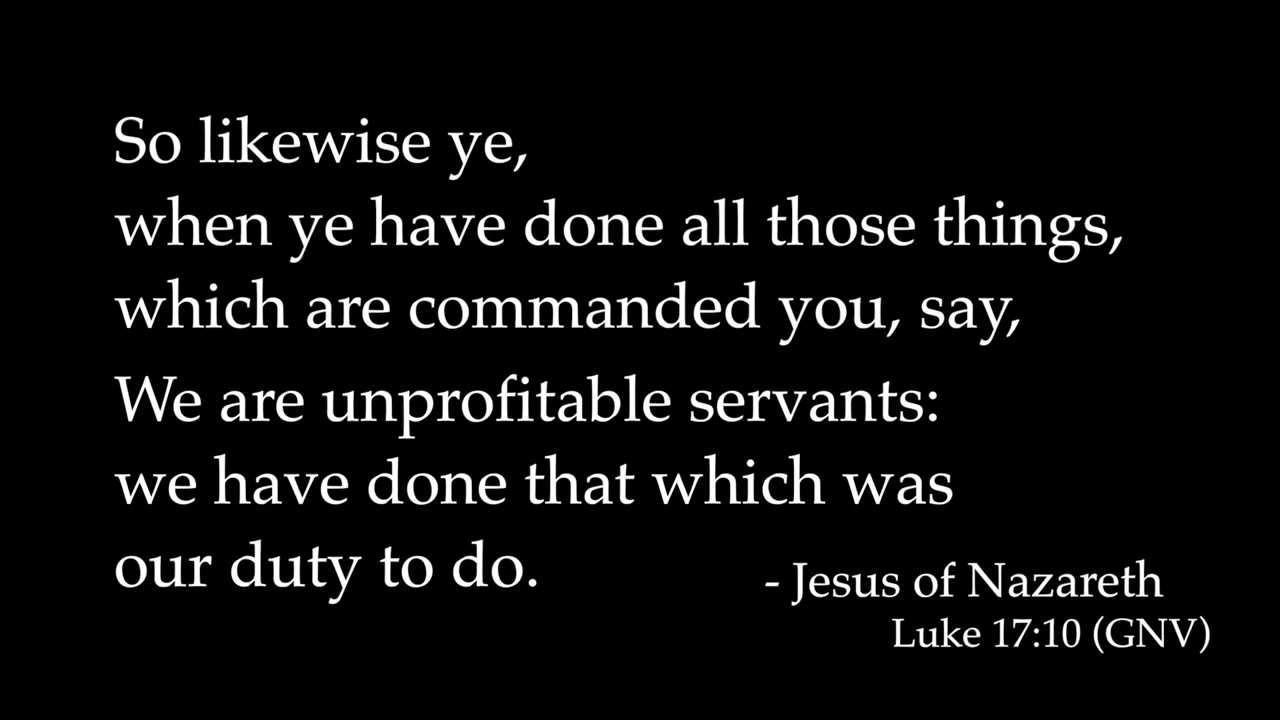 So likewise ye,
when ye have done all those things,
which are commanded you, say,
We are unprofitable servants:
we have done that which was
our duty to do.
- Jesus of Nazareth
Luke 17:10 (GNV)